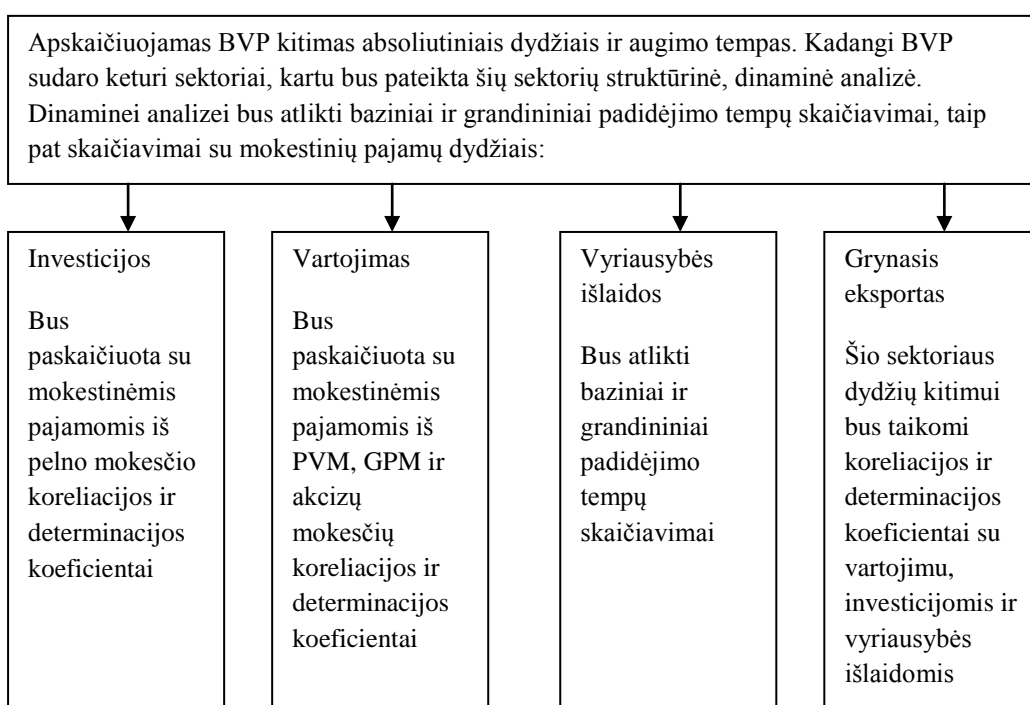 Apskaičiuojamas BVP kitimas absoliutiniais dydžiais ir augimo tempas. Kadangi BVP
sudaro keturi sektoriai, kartu bus pateikta šių sektorių struktūrinė, dinaminė analizė.
Dinaminei analizei bus atlikti baziniai ir grandininiai padidėjimo tempų skaičiavimai, taip
pat skaičiavimai su mokestinių pajamų dydžiais:
Investicijos
Bus
paskaičiuota su
mokestinėmis
pajamomis iš
pelno mokesčio
koreliacijos ir
determinacijos
koeficientai
Vartojimas
Bus
paskaičiuota su
mokestinėmis
pajamomis iš
PVM, GPM ir
akcizų
mokesčių
koreliacijos ir
determinacijos
koeficientai
Vyriausybės
išlaidos
Bus atlikti
baziniai ir
grandininiai
padidėjimo
tempų
skaičiavimai
Grynasis
eksportas
Šio sektoriaus
dydžių kitimui
bus taikomi
koreliacijos ir
determinacijos
koeficientai su
vartojimu,
investicijomis ir
vyriausybės
išlaidomis